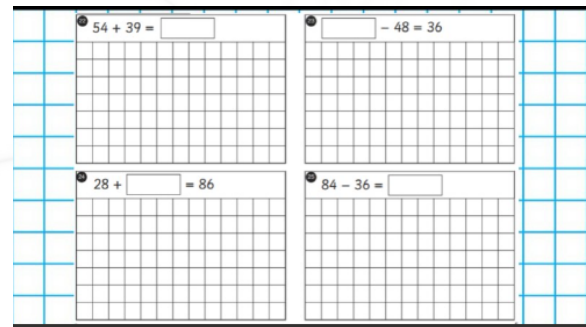 54 + 39 =
- 48 = 36
28 + = 86
84 - 36 =